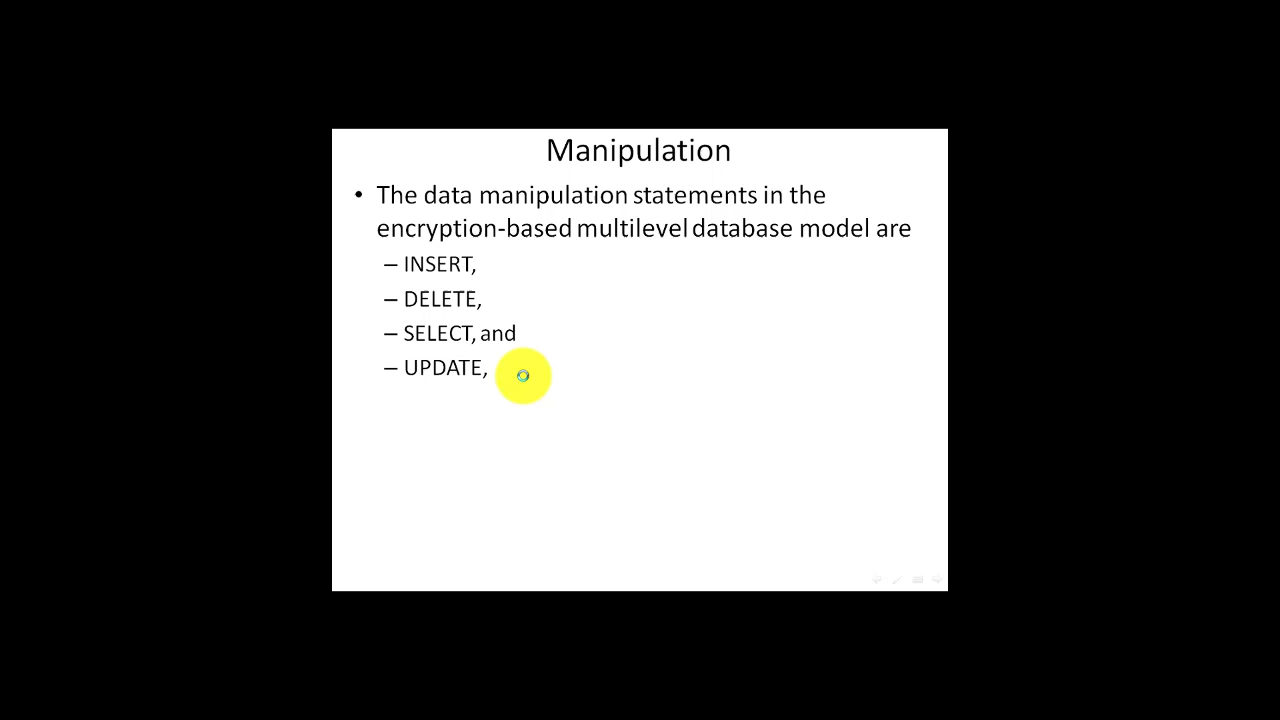 Manipulation
• The data manipulation statements in the
encryption-based multilevel database model are
– INSERT,
– DELETE,
– SELECT, and
– UPDATE,